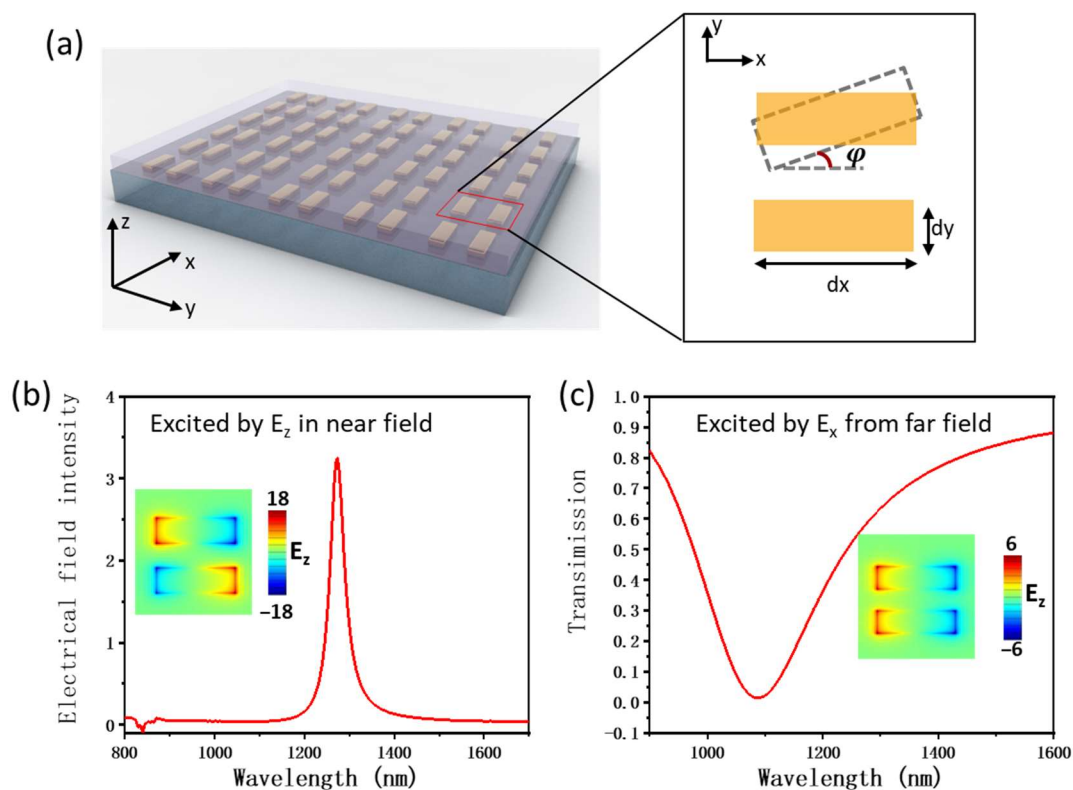 (a)
z
x
y
y
x
φ
dy
dx
(b)
Electrical field intensity
4
3
2
1
0
Excited by Ez in near field
18
Ez
−18
800
1000
1200
1400
1600
Wavelength (nm)
(c)
Transimission
1.0
0.9
0.8
0.7
0.6
0.5
0.4
0.3
0.2
0.1
0.0
-0.1
Excited by Ex from far field
6
Ez
−6
1000
1200
1400
1600
Wavelength (nm)